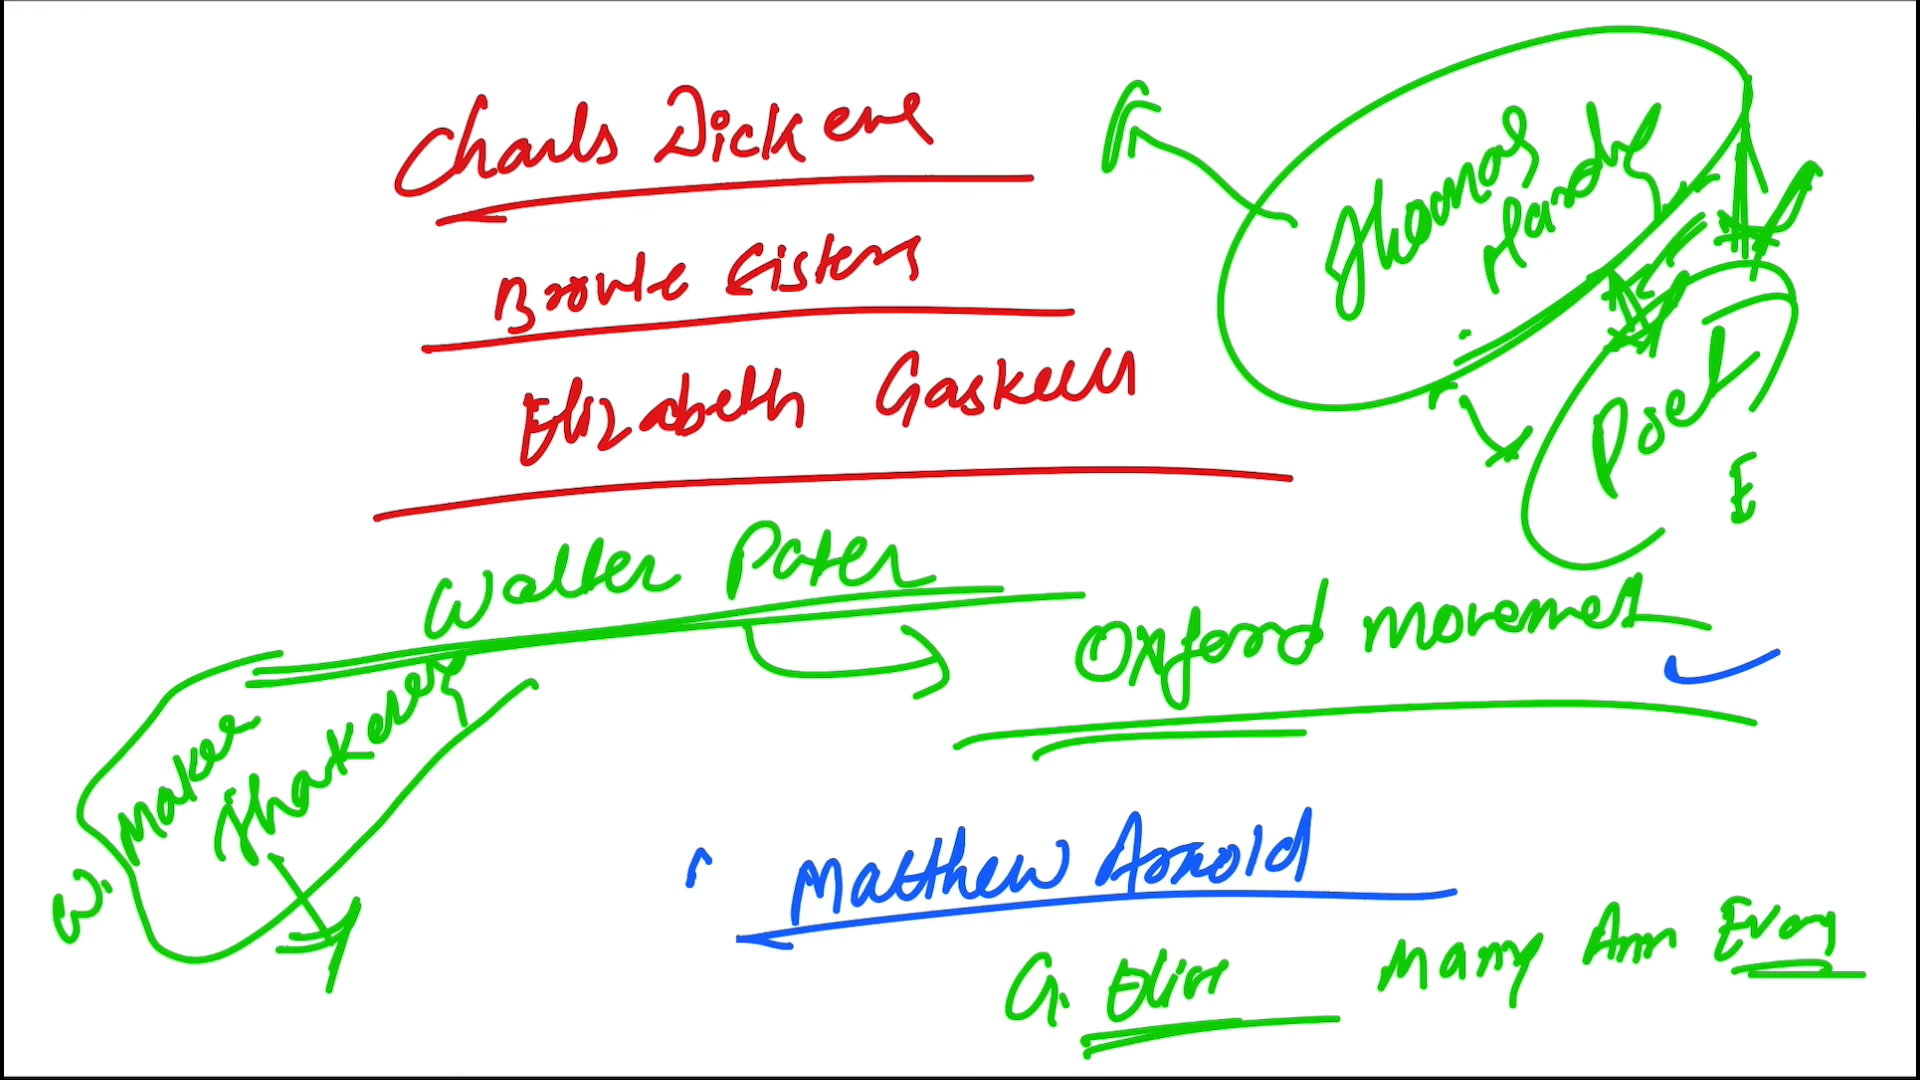 Charls Dickens
Thomas
Hardy
Bronte Sisters
Elizabeth Gaskell
Poet
E
Walter Pater
Oxford movement
W. Makee
Thakeray
Matthew Arnold
G. Eliot Mary Ann Evans